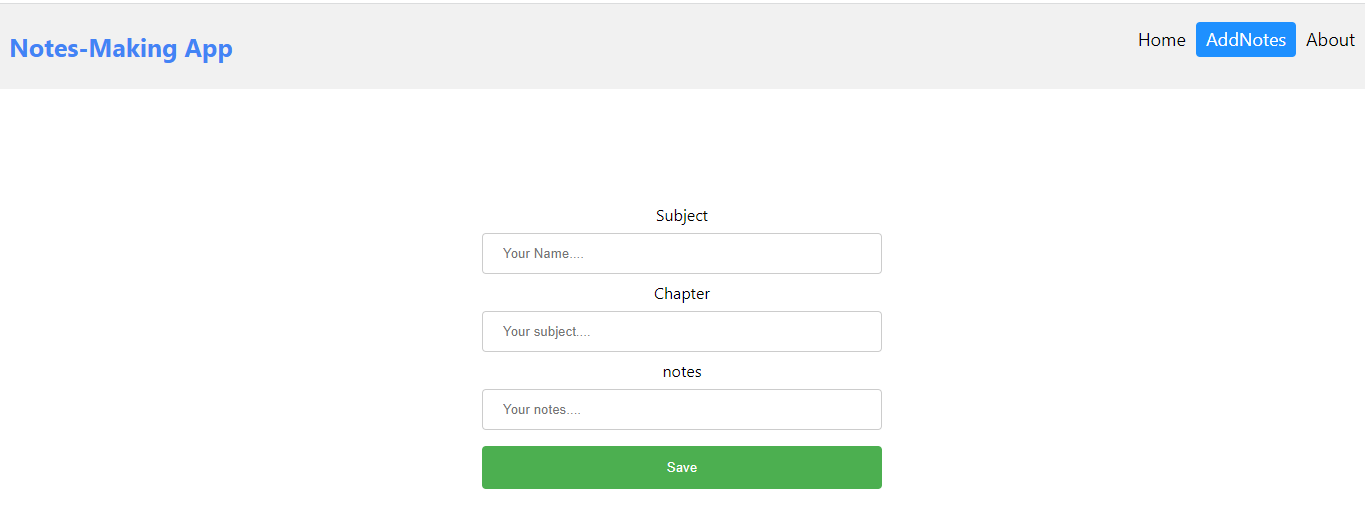 Notes-Making App
Home AddNotes About
Subject
Your Name....
Chapter
Your subject....
notes
Your notes....
Save